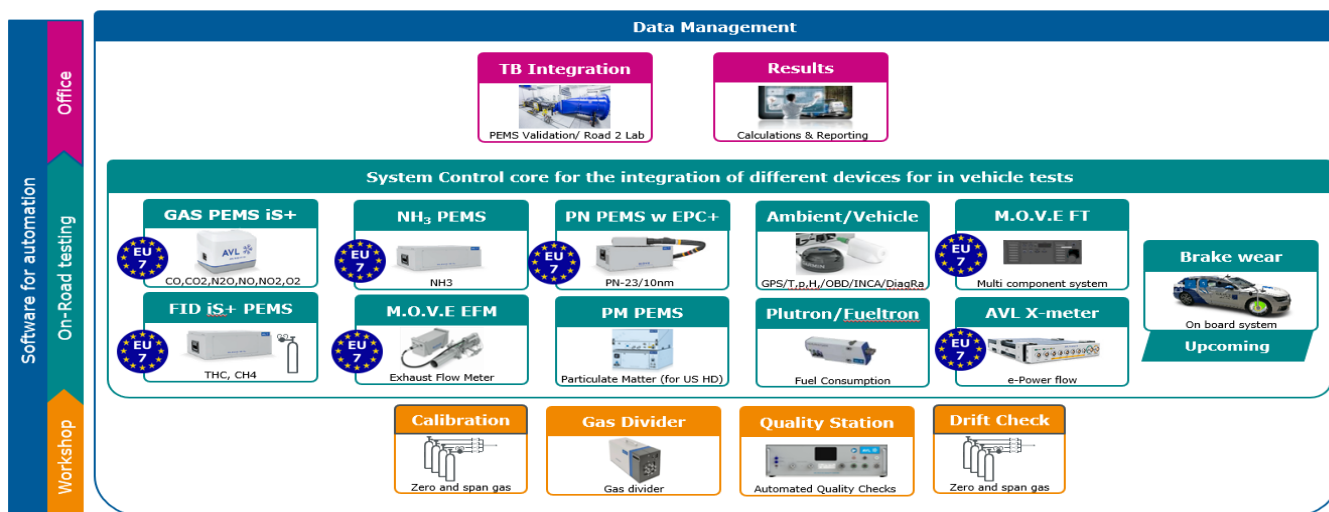 Data Management
Software for automation
Office
On-Road testing
Workshop
TB Integration
PEMS Validation/ Road 2 Lab
Results
Calculations & Reporting
System Control core for the integration of different devices for in vehicle tests
GAS PEMS iS+
EU
7
AVL
CO,CO2,N2O,NO,NO2,O2
NH₃ PEMS
EU
7
NH3
PN PEMS w EPC+
EU
7
PN-23/10nm
Ambient/Vehicle
GARMIN
GPS/T,p,H,/OBD/INCA/DiagRa
M.O.V.E FT
EU
7
Multi component system
Brake wear
On board system
Upcoming
FID iS+ PEMS
EU
7
THC, CH4
M.O.V.E EFM
EU
7
Exhaust Flow Meter
PM PEMS
Particulate Matter (for US HD)
Plutron/Fueltron
Fuel Consumption
AVL X-meter
EU
7
e-Power flow
Calibration
Zero and span gas
Gas Divider
Gas divider
Quality Station
AVL
Automated Quality Checks
Drift Check
Zero and span gas